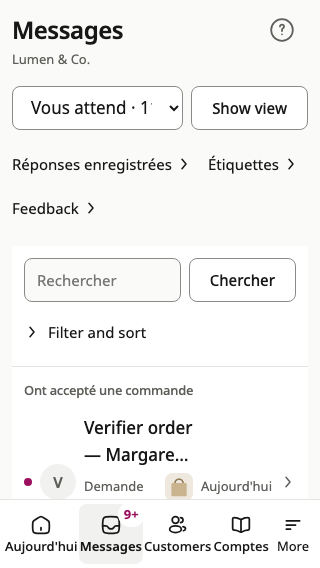 Messages
Lumen & Co.
Vous attend · 1
Show view
Réponses enregistrées
Étiquettes
Feedback
Rechercher
Chercher
Filter and sort
Ont accepté une commande
Verifier order
— Margare...
V
Demande
Aujourd'hui
9+
Aujourd'hui
Messages
Customers
Comptes
More